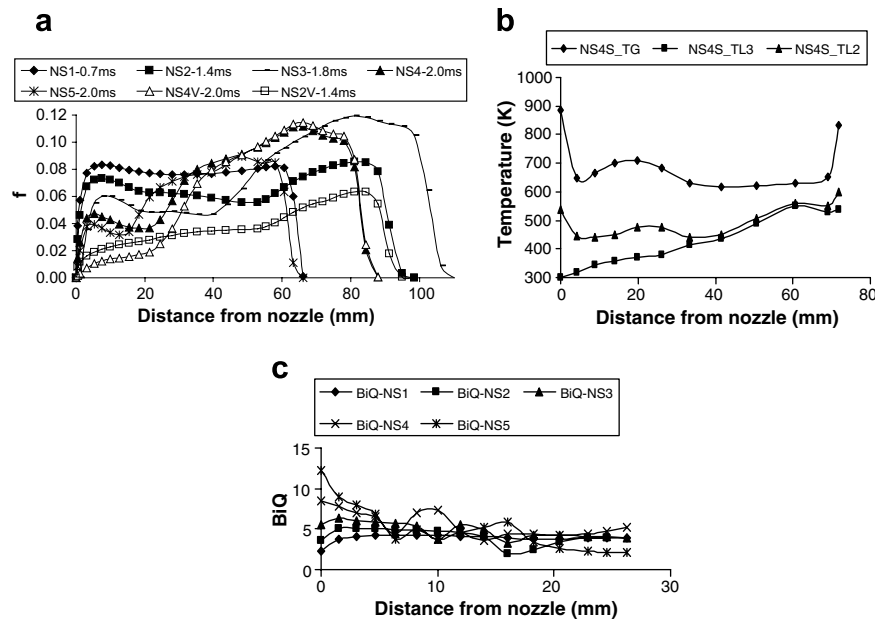 a
NS1-0.7ms NS2-1.4ms NS3-1.8ms NS4-2.0ms
NS5-2.0ms NS4V-2.0ms NS2V-1.4ms
0.12
0.10
0.08
0.06
0.04
0.02
0.00
f
0 20 40 60 80 100
Distance from nozzle (mm)
b
NS4S_TG NS4S_TL3 NS4S_TL2
1000
900
800
700
600
500
400
300
Temperature (K)
0 20 40 60 80
Distance from nozzle (mm)
c
BiQ-NS1 BiQ-NS2 BiQ-NS3
BiQ-NS4 BiQ-NS5
15
10
5
0
BiQ
0 10 20 30
Distance from nozzle (mm)